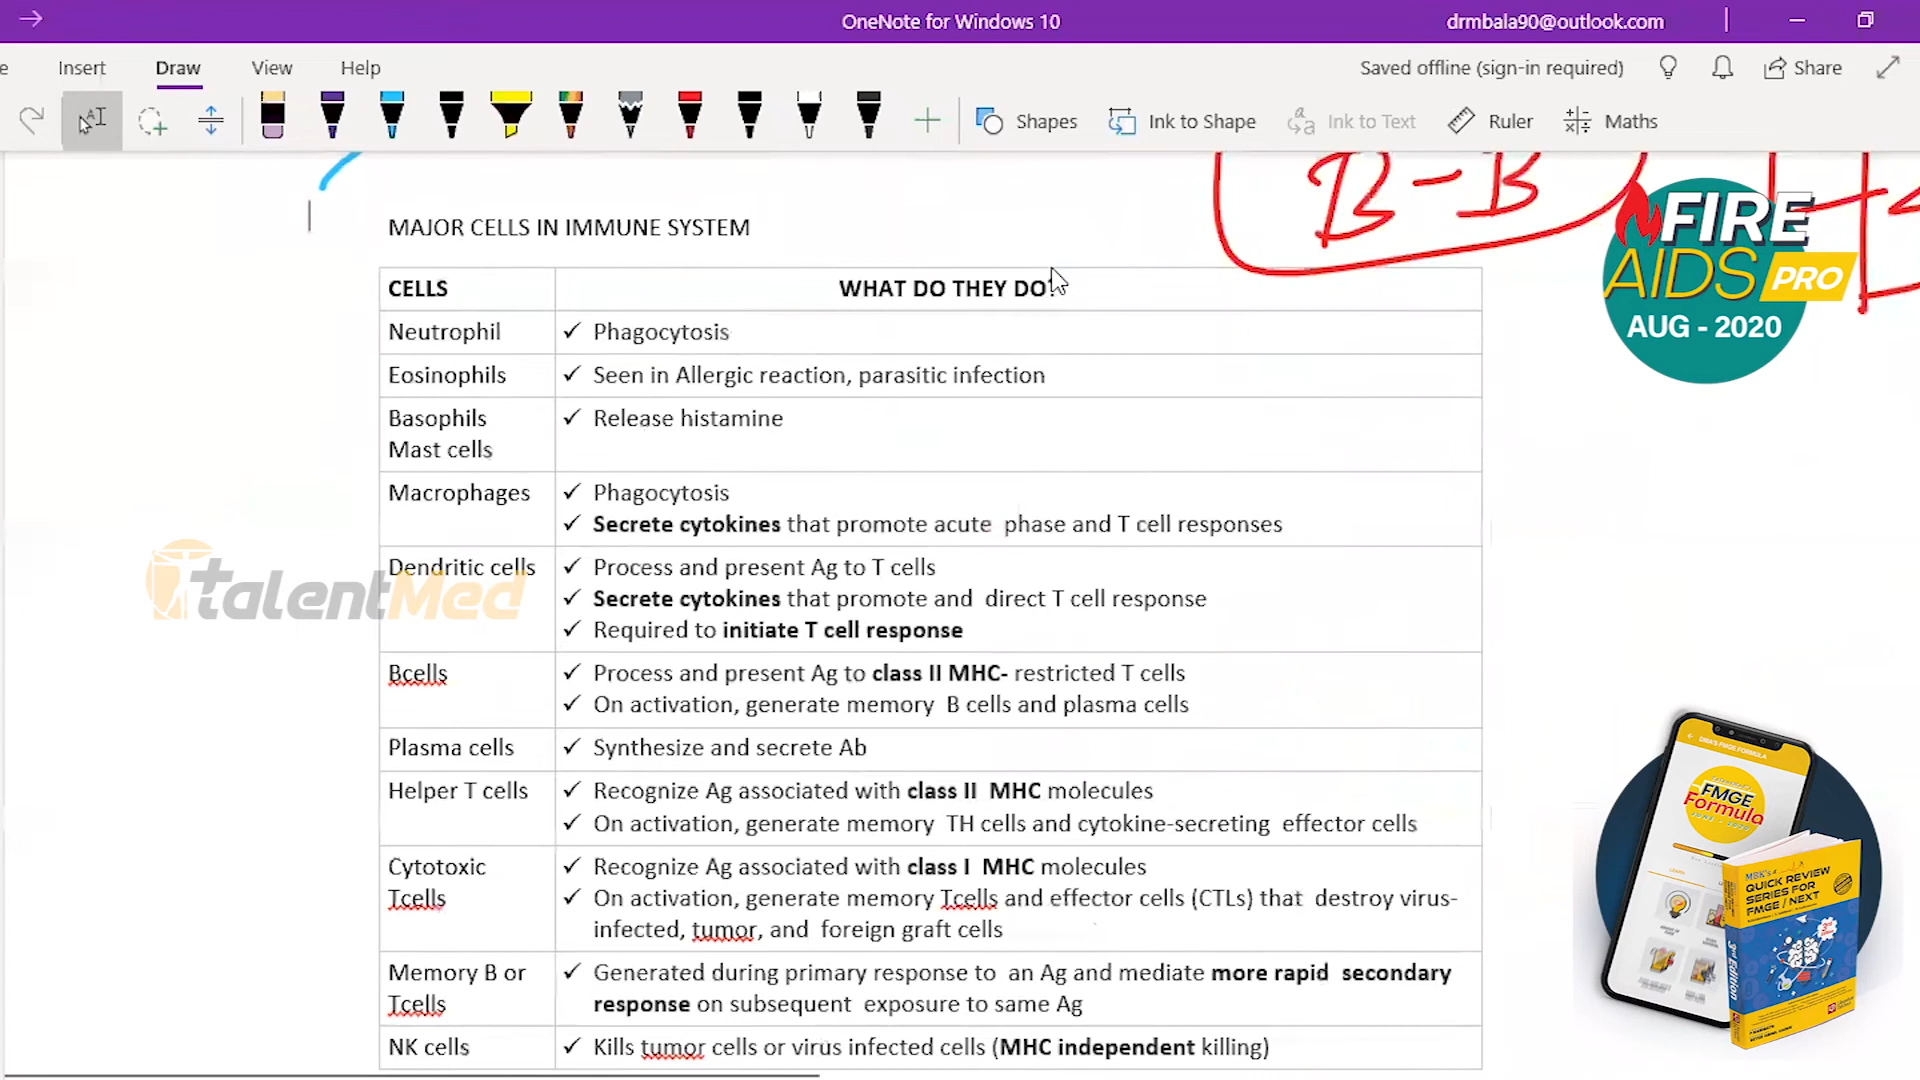 OneNote for Windows 10
drmbala90@outlook.com
Insert
Draw
View
Help
Saved offline (sign-in required)
Share
Shapes
Ink to Shape
Ink to Text
Ruler
Maths
B-B
FIRE
AIDS PRO
AUG - 2020
MAJOR CELLS IN IMMUNE SYSTEM
CELLS
WHAT DO THEY DO?
Neutrophil
✓ Phagocytosis
Eosinophils
✓ Seen in Allergic reaction, parasitic infection
Basophils
Mast cells
✓ Release histamine
Macrophages
✓ Phagocytosis
✓ Secrete cytokines that promote acute phase and T cell responses
Dendritic cells
✓ Process and present Ag to T cells
✓ Secrete cytokines that promote and direct T cell response
✓ Required to initiate T cell response
Bcells
✓ Process and present Ag to class II MHC- restricted T cells
✓ On activation, generate memory B cells and plasma cells
Plasma cells
✓ Synthesize and secrete Ab
Helper T cells
✓ Recognize Ag associated with class II MHC molecules
✓ On activation, generate memory TH cells and cytokine-secreting effector cells
Cytotoxic
Tcells
✓ Recognize Ag associated with class I MHC molecules
✓ On activation, generate memory Tcells and effector cells (CTLs) that destroy virus-
infected, tumor, and foreign graft cells
Memory B or
Tcells
✓ Generated during primary response to an Ag and mediate more rapid secondary
response on subsequent exposure to same Ag
NK cells
✓ Kills tumor cells or virus infected cells (MHC independent killing)
italentMed
FMGE
Formula
MBK's
QUICK REVIEW
SERIES FOR
FMGE / NEXT
3rd Edition